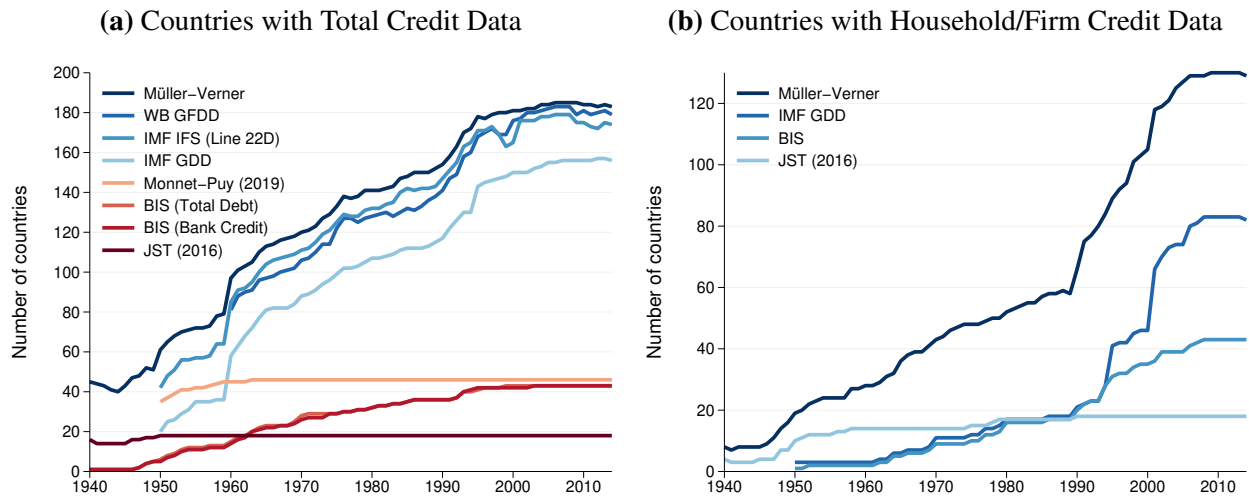 (a) Countries with Total Credit Data
Number of countries
200
180
160
140
120
100
80
60
40
20
0
Müller−Verner
WB GFDD
IMF IFS (Line 22D)
IMF GDD
Monnet−Puy (2019)
BIS (Total Debt)
BIS (Bank Credit)
JST (2016)
1940 1950 1960 1970 1980 1990 2000 2010
(b) Countries with Household/Firm Credit Data
Number of countries
120
100
80
60
40
20
0
Müller−Verner
IMF GDD
BIS
JST (2016)
1940 1950 1960 1970 1980 1990 2000 2010